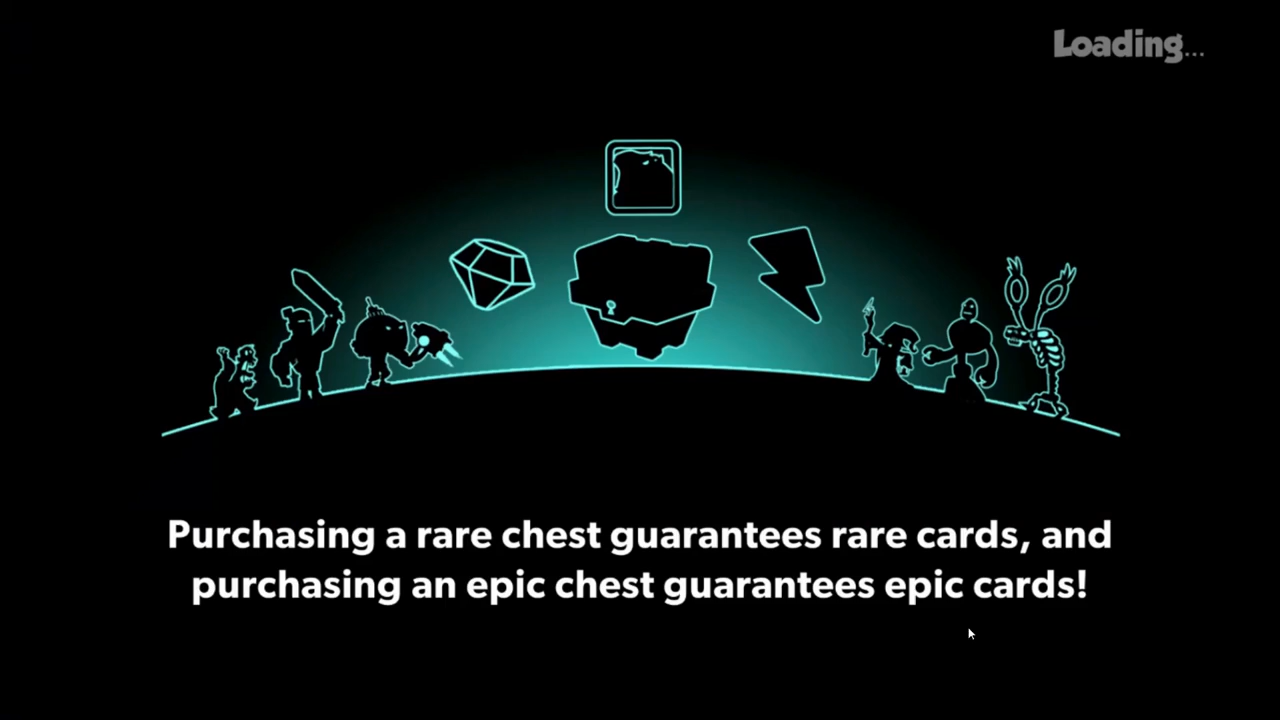 Loading...
Purchasing a rare chest guarantees rare cards, and
purchasing an epic chest guarantees epic cards!